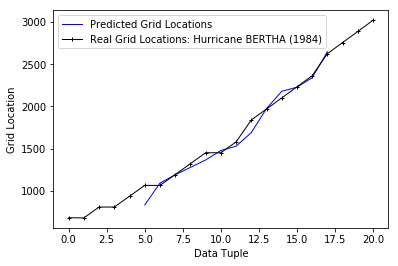 Predicted Grid Locations
Real Grid Locations: Hurricane BERTHA (1984)
3000
2500
2000
1500
1000
Grid Location
0.0 2.5 5.0 7.5 10.0 12.5 15.0 17.5 20.0
Data Tuple